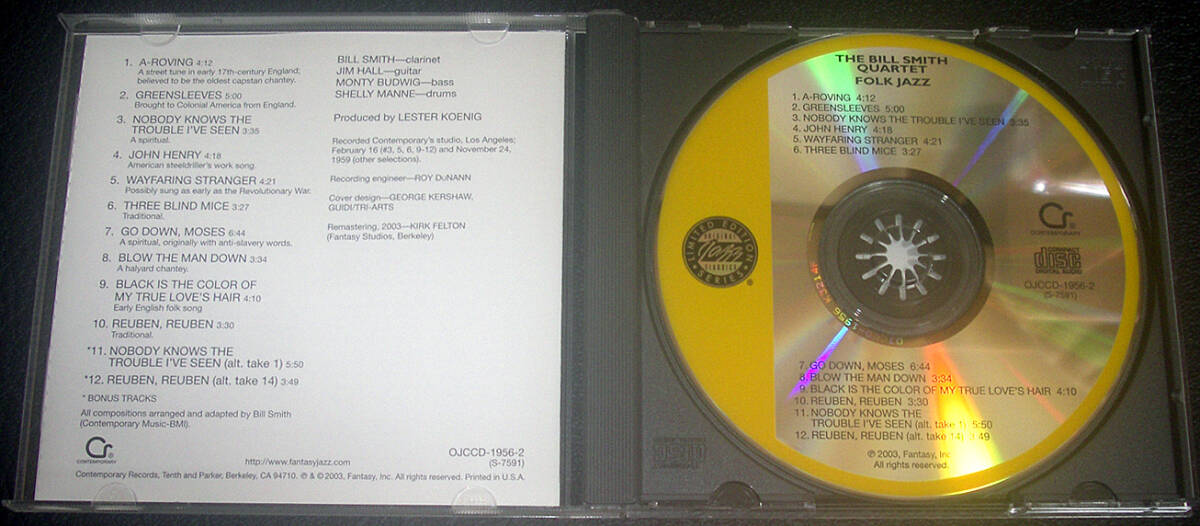 1. A-ROVING 4:12
A street tune in early 17th-century England;
believed to be the oldest capstan chantey.
2. GREENSLEEVES 5:00
Brought to Colonial America from England.
3. NOBODY KNOWS THE
TROUBLE I'VE SEEN 3:35
A spiritual.
4. JOHN HENRY 4:18
American steeldriller's work song.
5. WAYFARING STRANGER 4:21
Possibly sung as early as the Revolutionary War.
6. THREE BLIND MICE 3:27
Traditional.
7. GO DOWN, MOSES 6:44
A spiritual, originally with anti-slavery words.
8. BLOW THE MAN DOWN 3:34
A halyard chantey.
9. BLACK IS THE COLOR OF
MY TRUE LOVE'S HAIR 4:10
Early English folk song
10. REUBEN, REUBEN 3:30
Traditional.
*11. NOBODY KNOWS THE
TROUBLE I'VE SEEN (alt. take 1) 5:50
*12. REUBEN, REUBEN (alt. take 14) 3:49
* BONUS TRACKS
All compositions arranged and adapted by Bill Smith
(Contemporary Music-BMI).
BILL SMITH—clarinet
JIM HALL—guitar
MONTY BUDWIG—bass
SHELLY MANNE—drums
Produced by LESTER KOENIG
Recorded Contemporary's studio, Los Angeles;
February 16 (#3, 5, 6, 9-12) and November 24,
1959 (other selections).
Recording engineer—ROY DuNANN
Cover design—GEORGE KERSHAW,
GUIDI/TRI-ARTS
Remastering, 2003—KIRK FELTON
(Fantasy Studios, Berkeley)
Cr
CONTEMPORARY
http://www.fantasyjazz.com
OJCCD-1956-2
(S-7591)
Contemporary Records, Tenth and Parker, Berkeley, CA 94710. ℗ & © 2003, Fantasy, Inc. All rights reserved. Printed in U.S.A.
THE BILL SMITH
QUARTET
FOLK JAZZ
1. A-ROVING 4:12
2. GREENSLEEVES 5:00
3. NOBODY KNOWS THE TROUBLE I'VE SEEN 3:35
4. JOHN HENRY 4:18
5. WAYFARING STRANGER 4:21
6. THREE BLIND MICE 3:27
LIMITED EDITION
ORIGINAL
Jazz
CLASSICS
SERIES
®
Cr
CONTEMPORARY
COMPACT
disc
DIGITAL AUDIO
OJCCD-1956-2
(S-7591)
7. GO DOWN, MOSES 6:44
8. BLOW THE MAN DOWN 3:34
9. BLACK IS THE COLOR OF MY TRUE LOVE'S HAIR 4:10
10. REUBEN, REUBEN 3:30
11. NOBODY KNOWS THE
TROUBLE I'VE SEEN (alt. take 1) 5:50
12. REUBEN, REUBEN (alt. take 14) 3:49
℗ 2003, Fantasy, Inc.
All rights reserved.